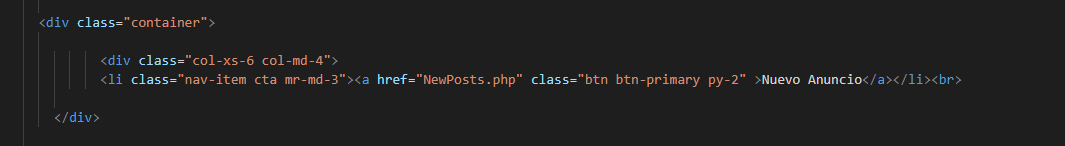 <div class="container">
<div class="col-xs-6 col-md-4">
<li class="nav-item cta mr-md-3"><a href="NewPosts.php" class="btn btn-primary py-2" >Nuevo Anuncio</a></li><br>
</div>